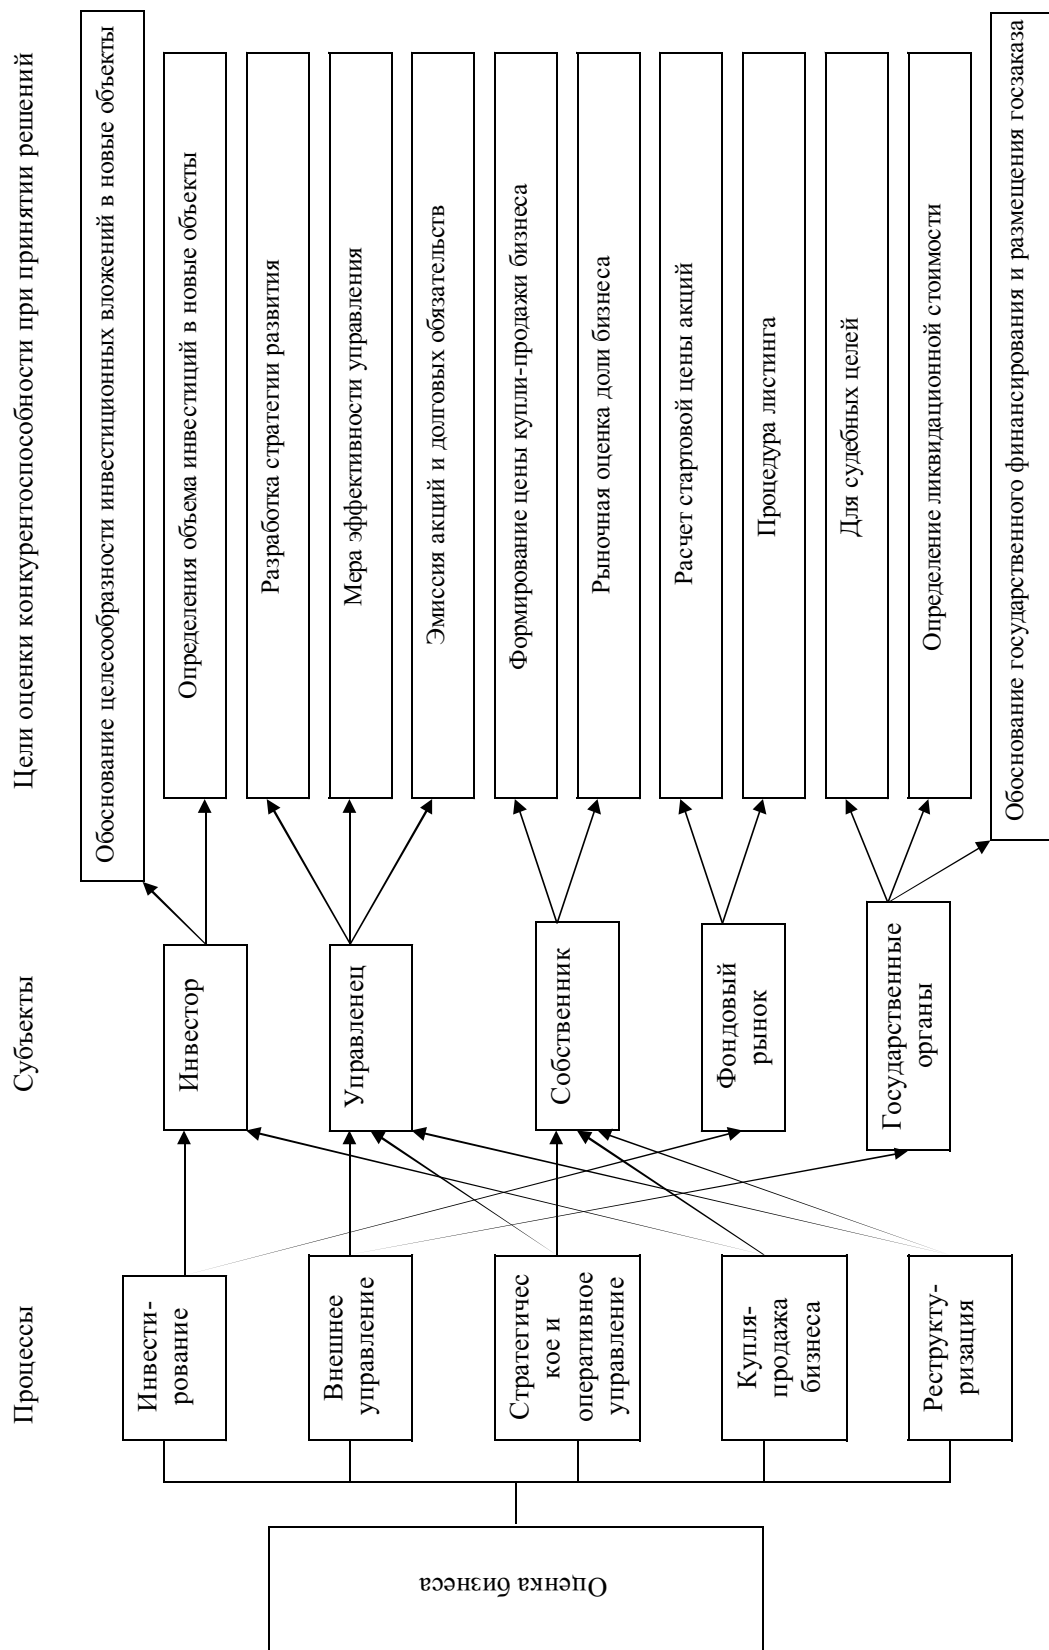 Оценка бизнеса
Процессы
Инвести-
рование
Внешнее
управление
Стратегичес
кое и
оперативное
управление
Купля-
продажа
бизнеса
Реструкту-
ризация
Субъекты
Инвестор
Управленец
Собственник
Фондовый
рынок
Государственные
органы
Цели оценки конкурентоспособности при принятии решений
Обоснование целесообразности инвестиционных вложений в новые объекты
Определения объема инвестиций в новые объекты
Разработка стратегии развития
Мера эффективности управления
Эмиссия акций и долговых обязательств
Формирование цены купли-продажи бизнеса
Рыночная оценка доли бизнеса
Расчет стартовой цены акций
Процедура листинга
Для судебных целей
Определение ликвидационной стоимости
Обоснование государственного финансирования и размещения госзаказа